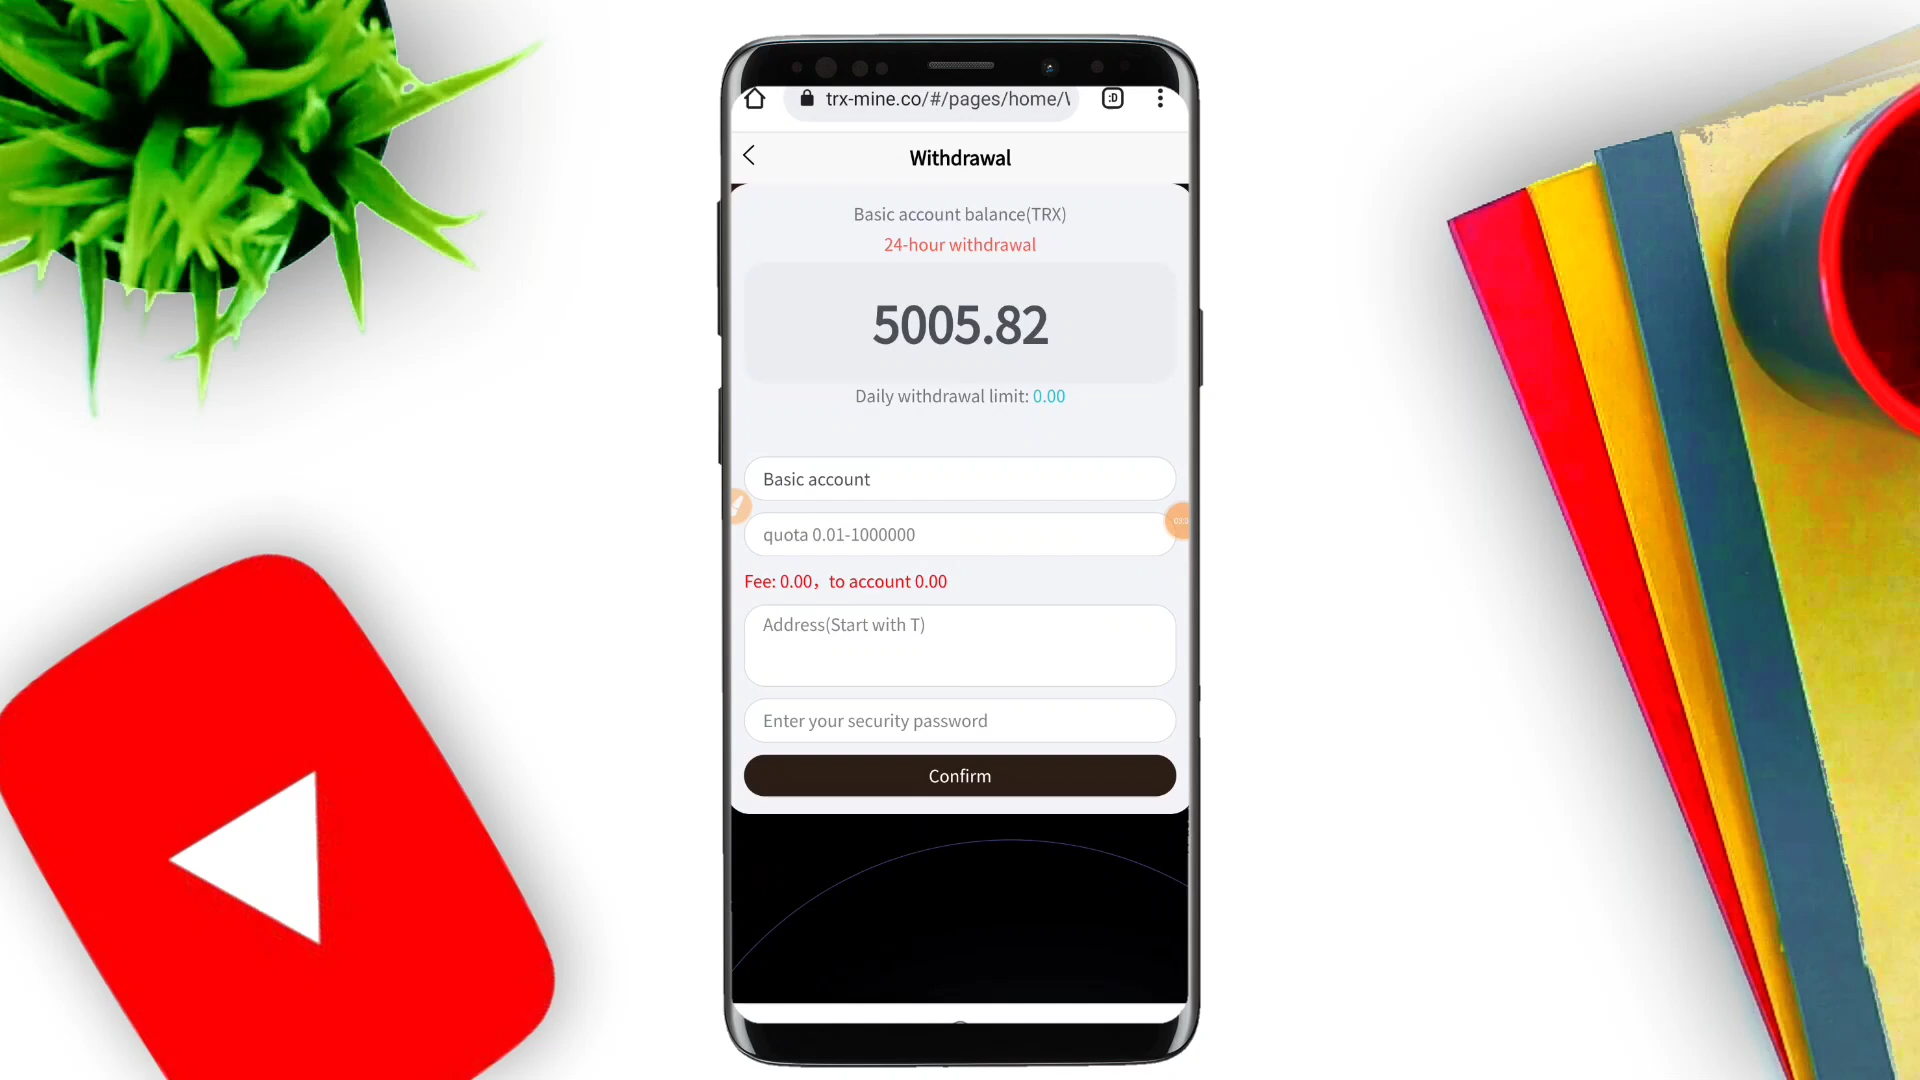 trx-mine.co/#/pages/home/\
:D
Withdrawal
Basic account balance(TRX)
24-hour withdrawal
5005.82
Daily withdrawal limit: 0.00
Basic account
quota 0.01-1000000
Fee: 0.00，to account 0.00
Address(Start with T)
Enter your security password
Confirm